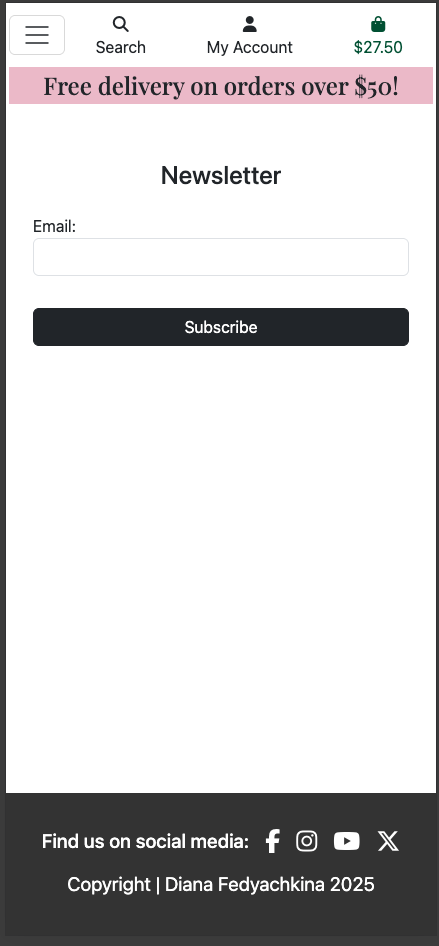 Search My Account $27.50
Free delivery on orders over $50!
Newsletter
Email:
Subscribe
Find us on social media:
Copyright | Diana Fedyachkina 2025